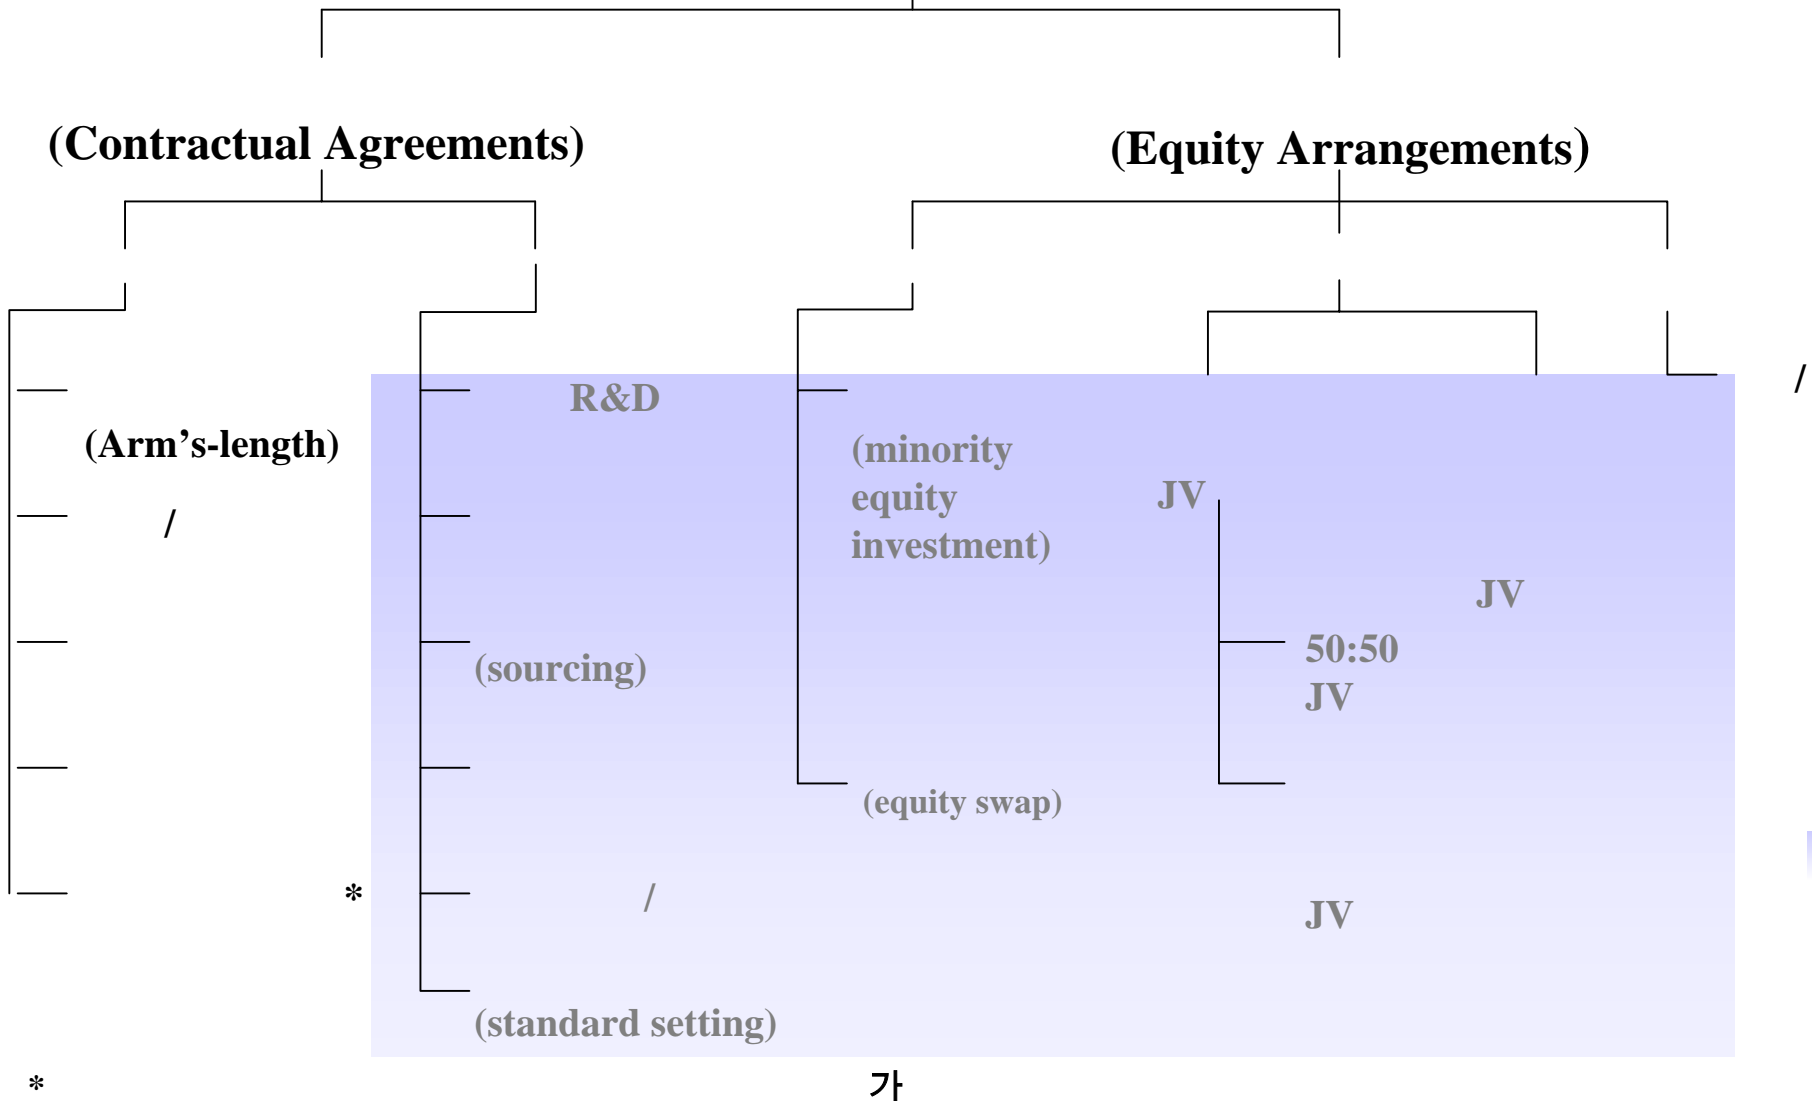 (Contractual Agreements)
(Equity Arrangements)
/
R&D
(Arm’s-length)
(minority
equity
investment)
JV
/
JV
50:50
JV
(sourcing)
(equity swap)
*
/
JV
(standard setting)
*
가